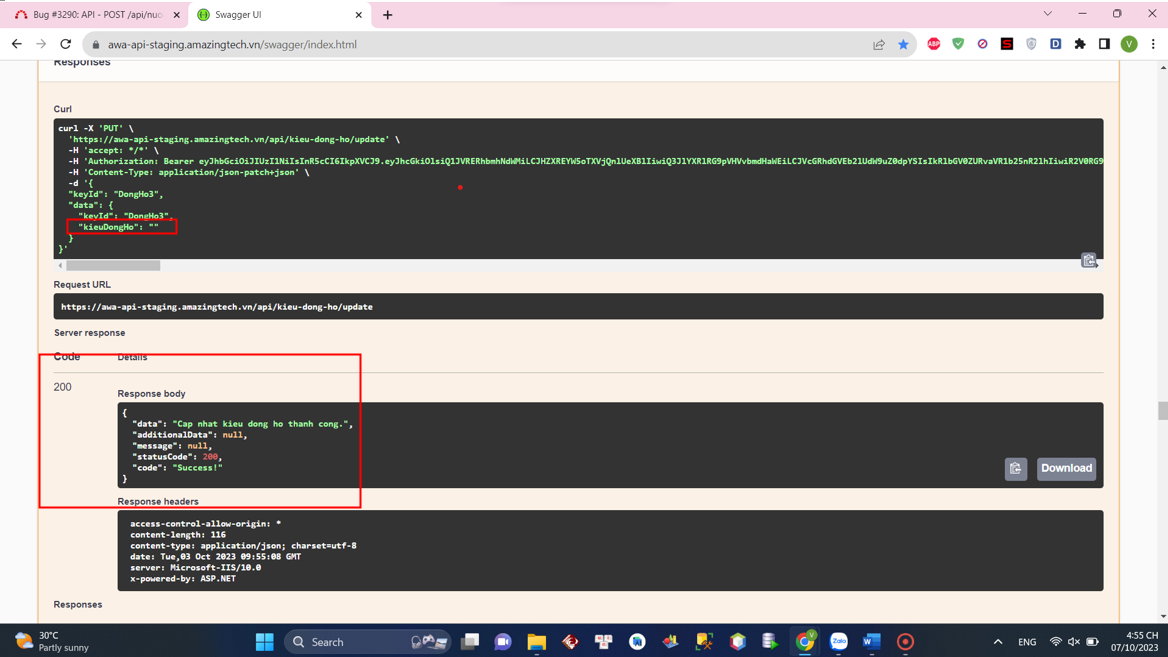 Bug #3290: API - POST /api/nuo
Swagger UI
awa-api-staging.amazingtech.vn/swagger/index.html
ABP
S
D
V
Responses
Curl
curl -X 'PUT' \
'https://awa-api-staging.amazingtech.vn/api/kieu-dong-ho/update' \
-H 'accept: */*' \
-H 'Authorization: Bearer
-H 'Content-Type: application/json-patch+json' \
-d '{
"keyId": "DongHo3",
"data": {
"keyId": "DongHo3",
"kieuDongHo": ""
}
}'
Request URL
https://awa-api-staging.amazingtech.vn/api/kieu-dong-ho/update
Server response
Code Details
200
Response body
{
"data": "Cap nhat kieu dong ho thanh cong.",
"additionalData": null,
"message": null,
"statusCode": 200,
"code": "Success!"
}
Download
Response headers
access-control-allow-origin: *
content-length: 116
content-type: application/json; charset=utf-8
date: Tue,03 Oct 2023 09:55:08 GMT
server: Microsoft-IIS/10.0
x-powered-by: ASP.NET
Responses
30°C
Partly sunny
Search
Zalo
ENG
4:55 CH
07/10/2023